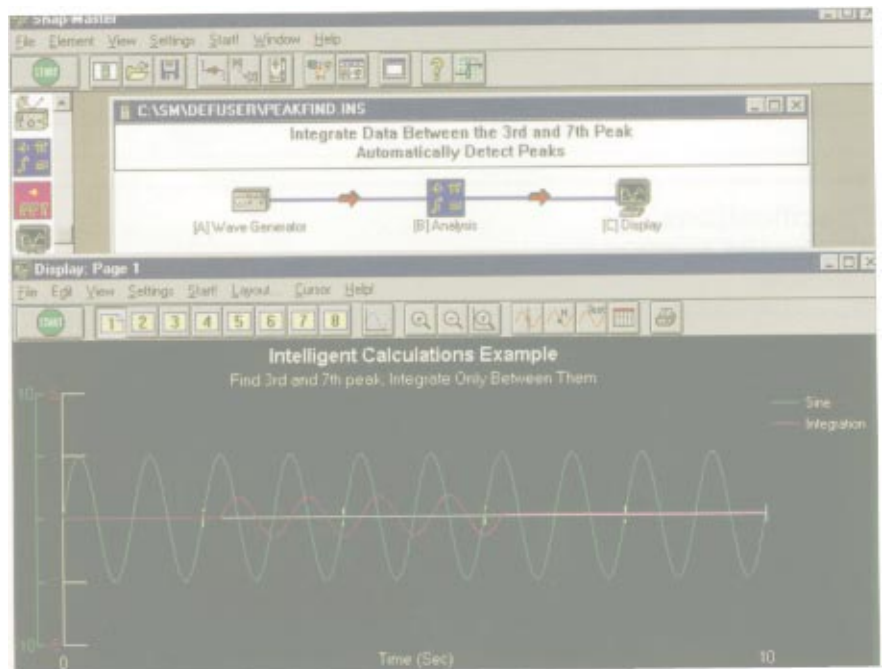 Snap-Master
File Element View Settings Start! Window Help
START
C:\SM\DEFUSER\PEAKFIND.INS
Integrate Data Between the 3rd and 7th Peak
Automatically Detect Peaks
[A] Wave Generator [B] Analysis [C] Display
Display: Page 1
File Edit View Settings Start! Layout Cursor Help!
START 1 2 3 4 5 6 7 8
Intelligent Calculations Example
Find 3rd and 7th peak, Integrate Only Between Them
10
Sine
Integration
-10
0 Time (Sec) 10